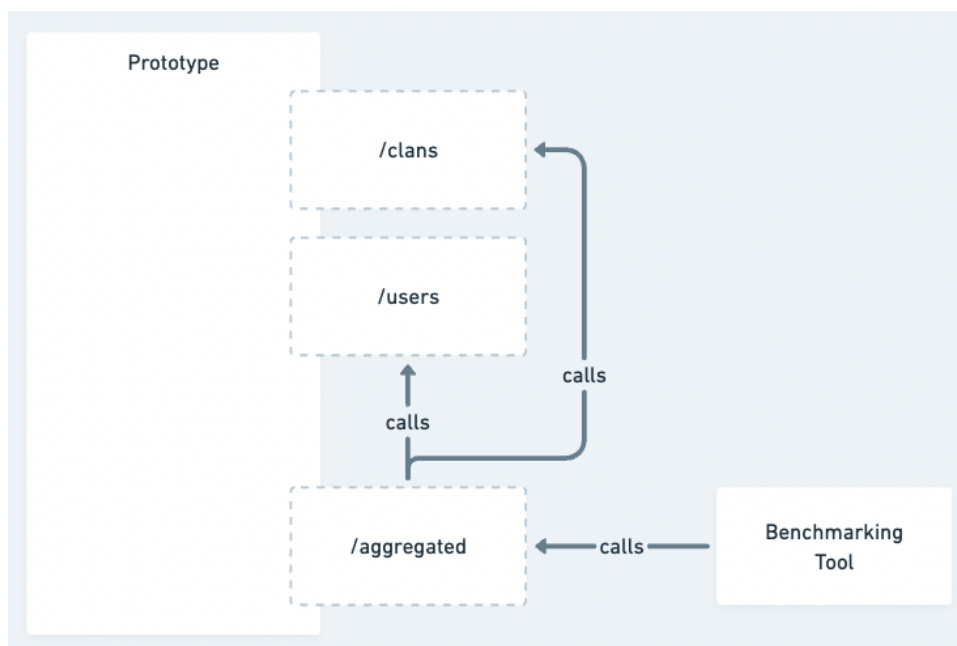 Prototype
/clans
/users
calls
calls
/aggregated
calls
Benchmarking
Tool